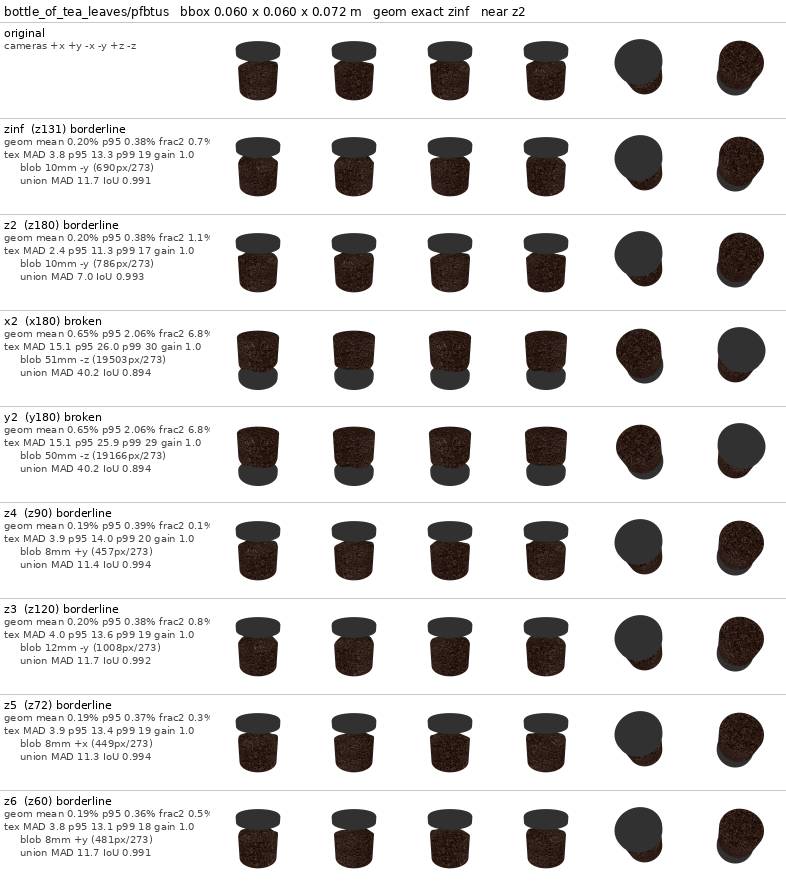 bottle_of_tea_leaves/pfbtus bbox 0.060 x 0.060 x 0.072 m geom exact zinf near z2
original
cameras +x +y -x -y +z -z
zinf (z131) borderline
geom mean 0.20% p95 0.38% frac2 0.7%
tex MAD 3.8 p95 13.3 p99 19 gain 1.0
blob 10mm -y (690px/273)
union MAD 11.7 IoU 0.991
z2 (z180) borderline
geom mean 0.20% p95 0.38% frac2 1.1%
tex MAD 2.4 p95 11.3 p99 17 gain 1.0
blob 10mm -y (786px/273)
union MAD 7.0 IoU 0.993
x2 (x180) broken
geom mean 0.65% p95 2.06% frac2 6.8%
tex MAD 15.1 p95 26.0 p99 30 gain 1.0
blob 51mm -z (19503px/273)
union MAD 40.2 IoU 0.894
y2 (y180) broken
geom mean 0.65% p95 2.06% frac2 6.8%
tex MAD 15.1 p95 25.9 p99 29 gain 1.0
blob 50mm -z (19166px/273)
union MAD 40.2 IoU 0.894
z4 (z90) borderline
geom mean 0.19% p95 0.39% frac2 0.1%
tex MAD 3.9 p95 14.0 p99 20 gain 1.0
blob 8mm +y (457px/273)
union MAD 11.4 IoU 0.994
z3 (z120) borderline
geom mean 0.20% p95 0.38% frac2 0.8%
tex MAD 4.0 p95 13.6 p99 19 gain 1.0
blob 12mm -y (1008px/273)
union MAD 11.7 IoU 0.992
z5 (z72) borderline
geom mean 0.19% p95 0.37% frac2 0.3%
tex MAD 3.9 p95 13.4 p99 19 gain 1.0
blob 8mm +x (449px/273)
union MAD 11.3 IoU 0.994
z6 (z60) borderline
geom mean 0.19% p95 0.36% frac2 0.5%
tex MAD 3.8 p95 13.1 p99 18 gain 1.0
blob 8mm +y (481px/273)
union MAD 11.7 IoU 0.991